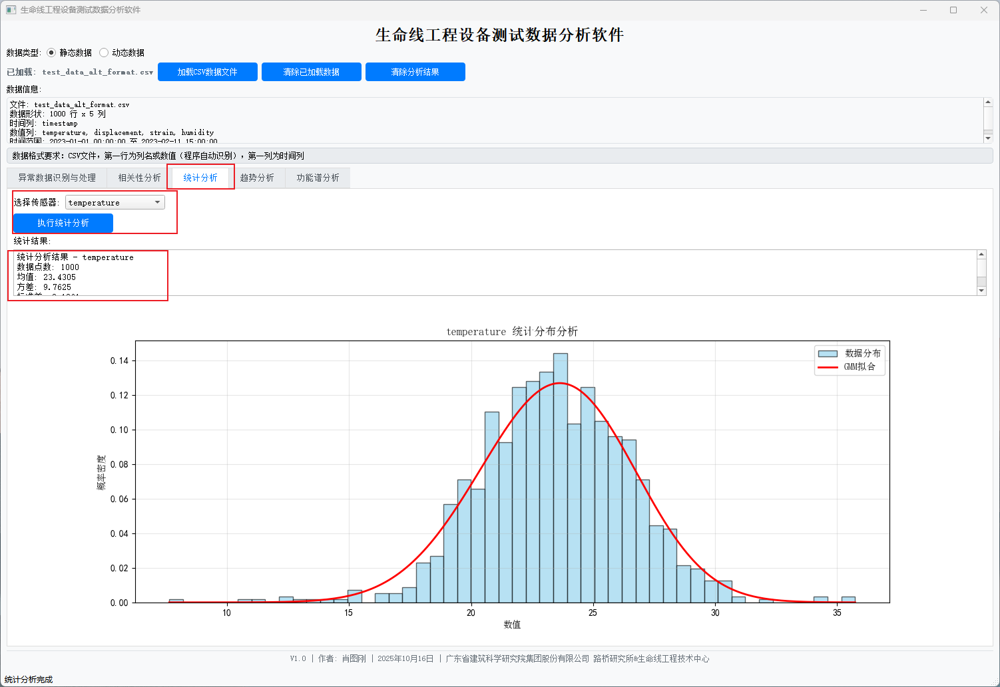 生命线工程设备测试数据分析软件
生命线工程设备测试数据分析软件
数据类型: 静态数据 动态数据
已加载: test_data_alt_format.csv 加载CSV数据文件 清除已加载数据 清除分析结果
数据信息:
文件: test_data_alt_format.csv
数据形状: 1000 行 x 5 列
时间列: timestamp
数值列: temperature, displacement, strain, humidity
时间范围: 2023-01-01 00:00:00 至 2023-02-11 15:00:00
数据格式要求: CSV文件，第一行为列名或数值（程序自动识别），第一列为时间列
异常数据识别与处理 相关性分析 统计分析 趋势分析 功能谱分析
选择传感器: temperature
执行统计分析
统计结果:
统计分析结果 - temperature
数据点数: 1000
均值: 23.4305
方差: 9.7625
temperature 统计分布分析
数据分布
GMM拟合
0.14
0.12
0.10
0.08
0.06
0.04
0.02
0.00
概率密度
10 15 20 25 30 35
数值
V1.0 | 作者: 肖图刚 | 2025年10月16日 | 广东省建筑科学研究院集团股份有限公司 路桥研究所&生命线工程技术中心
统计分析完成